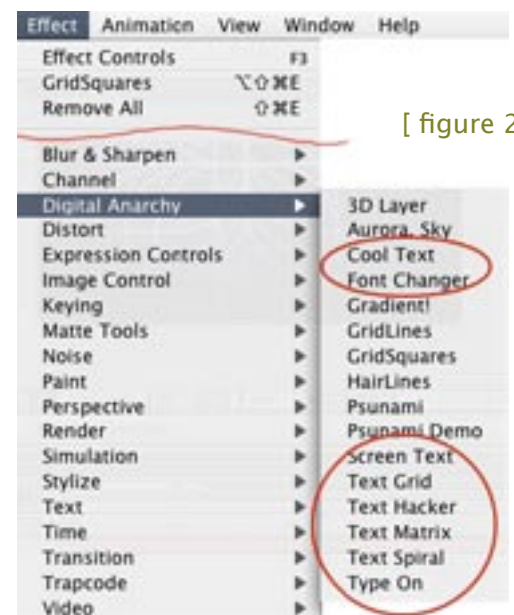 Effect Animation View Window Help
Effect Controls F3
GridSquares ⌥⇧⌘E
Remove All ⇧⌘E
[ figure 2
Blur & Sharpen
Channel
Digital Anarchy
Distort
Expression Controls
Image Control
Keying
Matte Tools
Noise
Paint
Perspective
Render
Simulation
Stylize
Text
Time
Transition
Trapcode
Video
3D Layer
Aurora, Sky
Cool Text
Font Changer
Gradient!
GridLines
GridSquares
HairLines
Psunami
Psunami Demo
Screen Text
Text Grid
Text Hacker
Text Matrix
Text Spiral
Type On